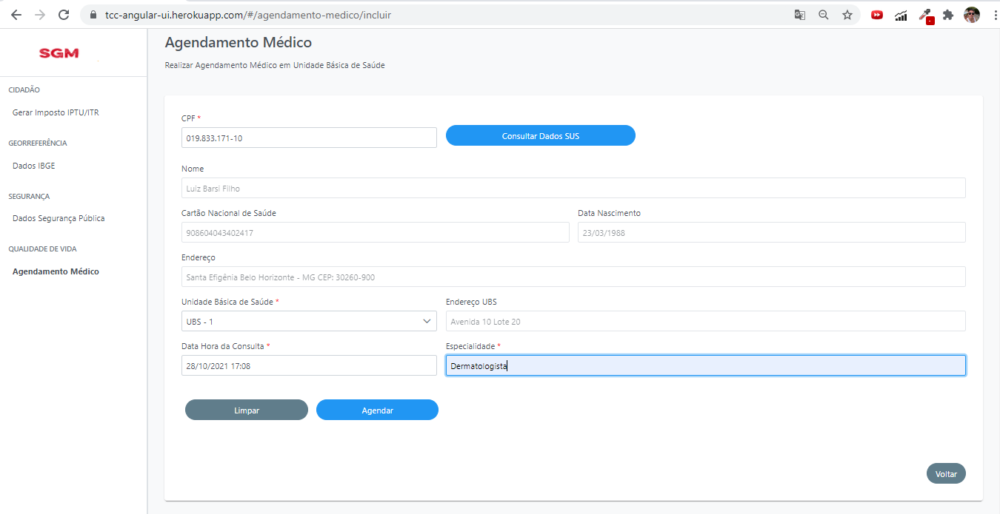 tcc-angular-ui.herokuapp.com/#/agendamento-medico/incluir
SGM
CIDADÃO
Gerar Imposto IPTU/ITR
GEORREFERÊNCIA
Dados IBGE
SEGURANÇA
Dados Segurança Pública
QUALIDADE DE VIDA
Agendamento Médico
Agendamento Médico
Realizar Agendamento Médico em Unidade Básica de Saúde
CPF *
019.833.171-10
Consultar Dados SUS
Nome
Luiz Barsi Filho
Cartão Nacional de Saúde
908604043402417
Data Nascimento
23/03/1988
Endereço
Santa Efigênia Belo Horizonte - MG CEP: 30260-900
Unidade Básica de Saúde *
UBS - 1
Endereço UBS
Avenida 10 Lote 20
Data Hora da Consulta *
28/10/2021 17:08
Especialidade *
Dermatologista
Limpar
Agendar
Voltar